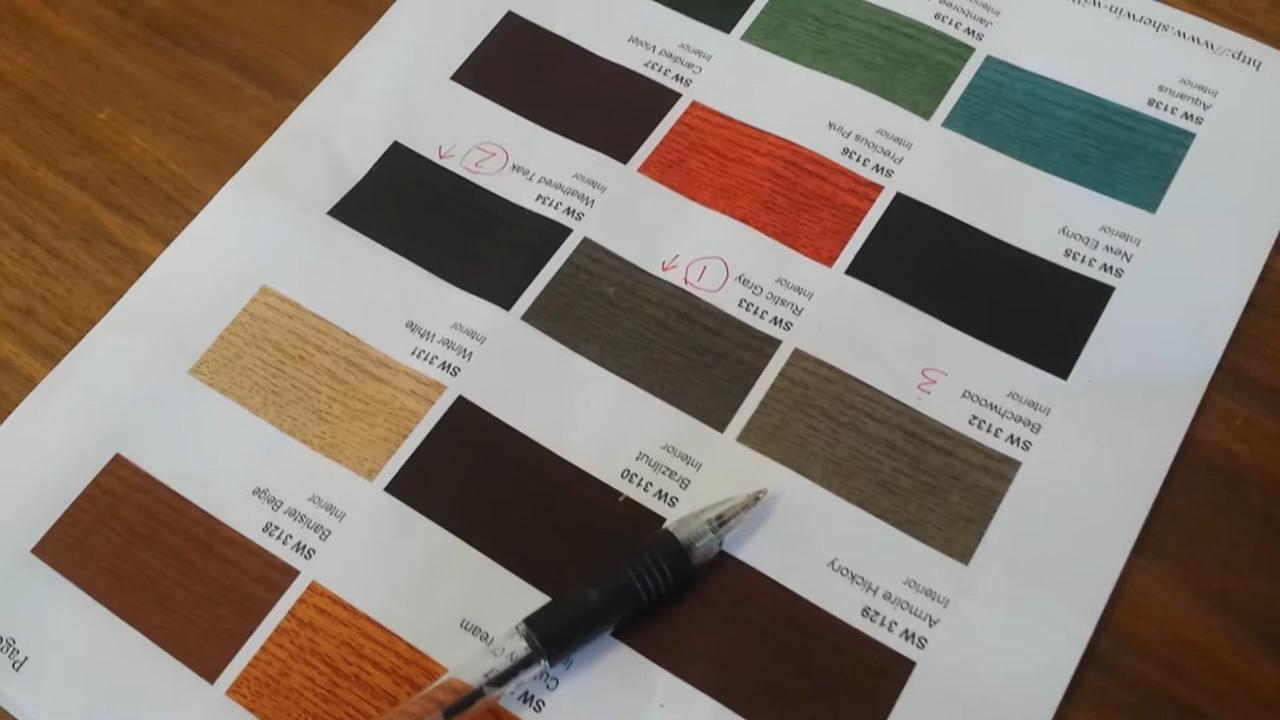 Page
SW
Cream
SW 3128
Banister Beige
Interior
SW 3129
Armoire Hickory
Interior
SW 3130
Brazilnut
Interior
SW 3131
Winter White
Interior
SW 3132
Beechwood 3
Interior
SW 3133
Rustic Gray 1
Interior
SW 3134
Weathered Teak 2
Interior
SW 3135
New Ebony
Interior
SW 3136
Precious Pink
Interior
SW 3137
Candied Violet
Interior
SW 3138
Aquarius
Interior
SW 3139
Jamboree
Interior
http://www.sherwin-willi